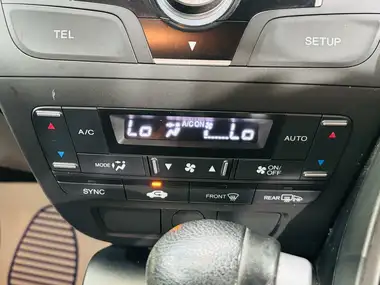 TEL SETUP
Lo A/C ON Lo
A/C AUTO
MODE ON/
OFF
SYNC FRONT REAR